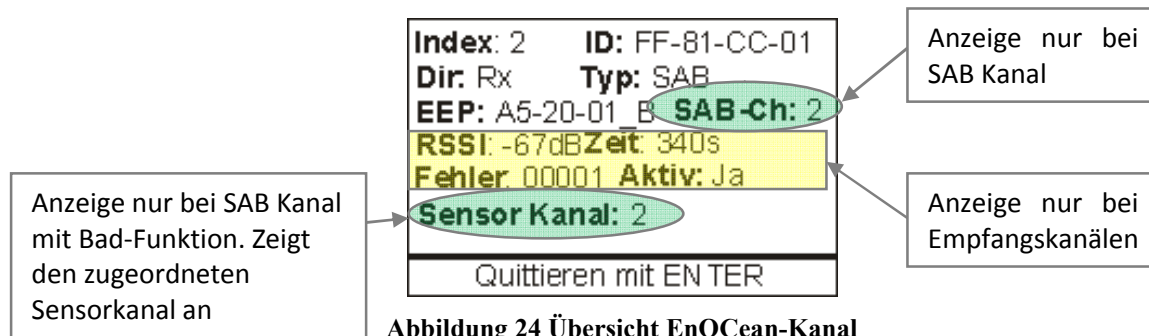 Index: 2 ID: FF-81-CC-01
Dir: Rx Typ: SAB
EEP: A5-20-01_B SAB-Ch: 2
RSSI: -67dBZeit: 340s
Fehler: 00001 Aktiv: Ja
Sensor Kanal: 2
Quittieren mit ENTER
Anzeige nur bei
SAB Kanal
Anzeige nur bei
Empfangskanälen
Anzeige nur bei SAB Kanal
mit Bad-Funktion. Zeigt
den zugeordneten
Sensorkanal an
Abbildung 24 Übersicht EnOCean-Kanal